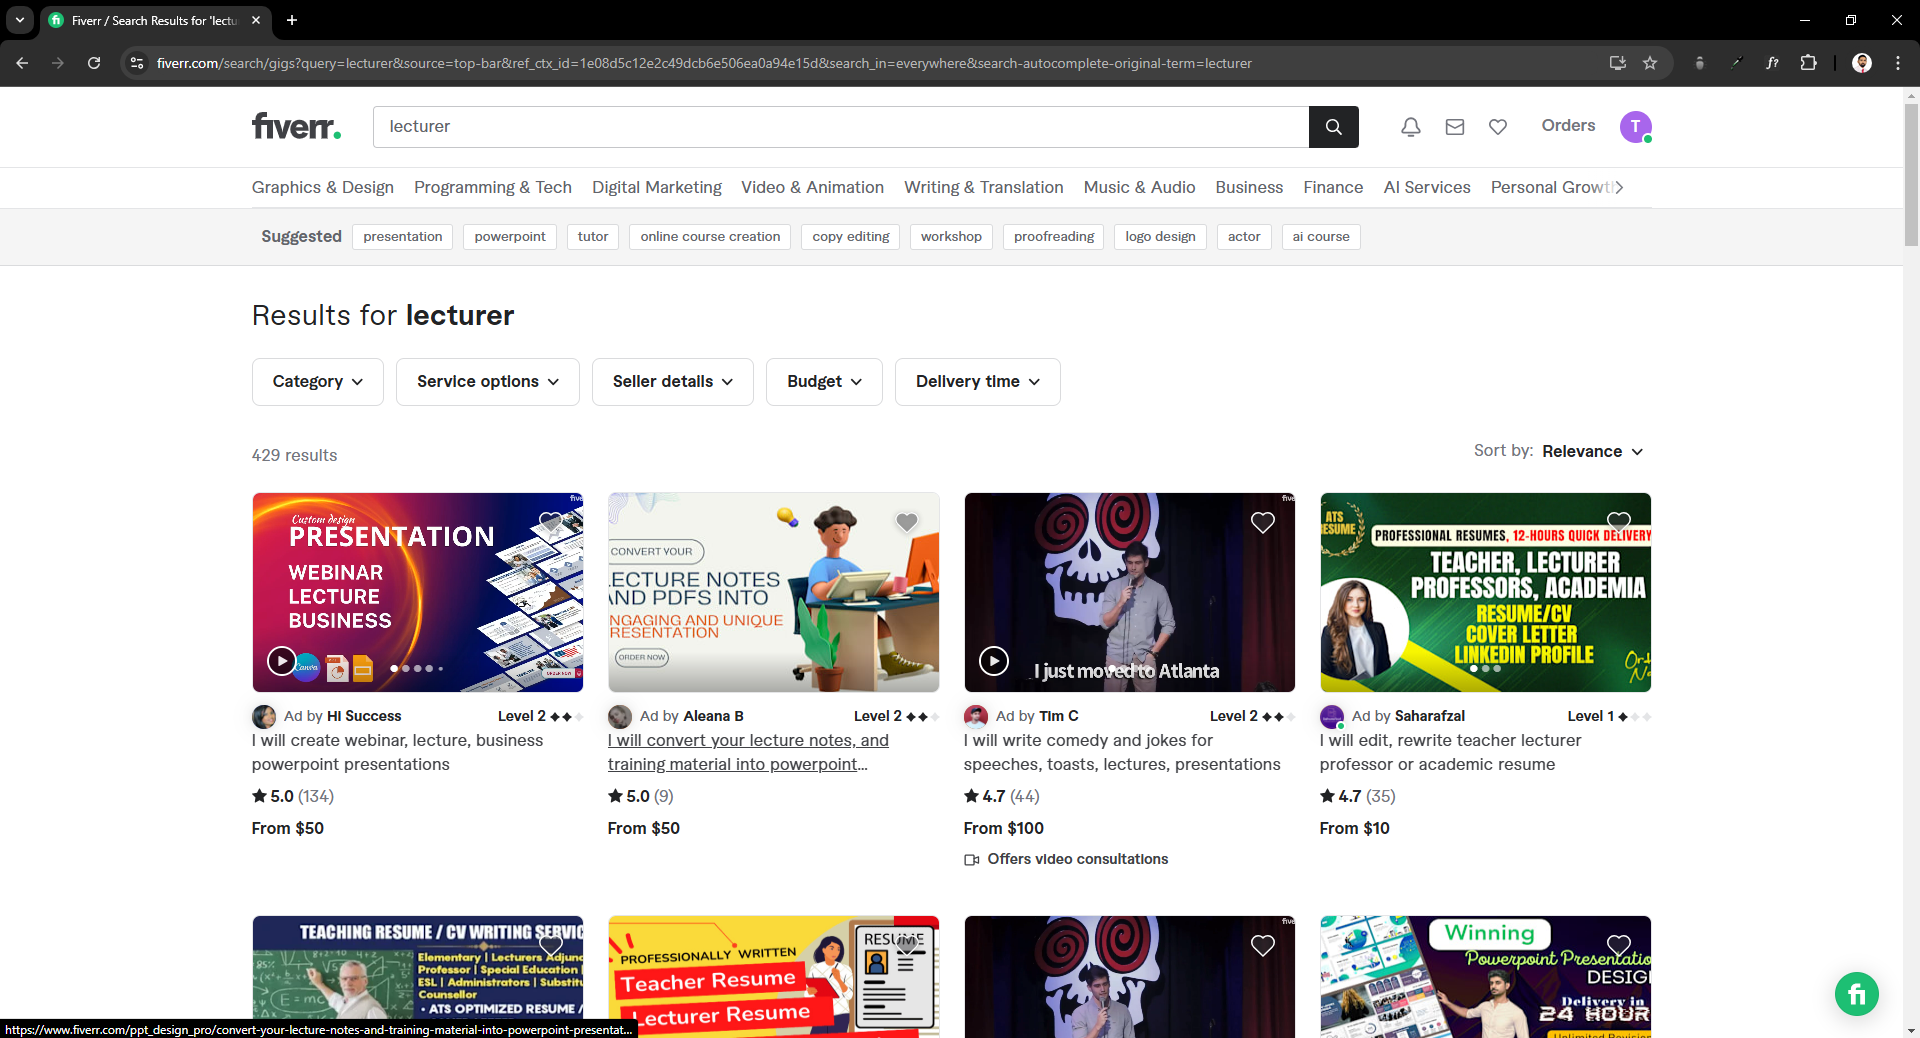 Fiverr / Search Results for 'lectu
fiverr.com/search/gigs?query=lecturer&source=top-bar&ref_ctx_id=1e08d5c12e2c49dcb6e506ea0a94e15d&search_in=everywhere&search-autocomplete-original-term=lecturer
fiverr.
lecturer
Orders
T
Graphics & Design
Programming & Tech
Digital Marketing
Video & Animation
Writing & Translation
Music & Audio
Business
Finance
AI Services
Personal Growth
Suggested
presentation
powerpoint
tutor
online course creation
copy editing
workshop
proofreading
logo design
actor
ai course
Results for lecturer
Category
Service options
Seller details
Budget
Delivery time
429 results
Sort by: Relevance
Custom design
PRESENTATION
WEBINAR
LECTURE
BUSINESS
Canva
ORDER NOW
Ad by Hi Success
Level 2
I will create webinar, lecture, business
powerpoint presentations
5.0 (134)
From $50
CONVERT YOUR
LECTURE NOTES
AND PDFS INTO
NGAGING AND UNIQUE
RESENTATION
ORDER NOW
Ad by Aleana B
Level 2
I will convert your lecture notes, and
training material into powerpoint...
5.0 (9)
From $50
I just moved to Atlanta
Ad by Tim C
Level 2
I will write comedy and jokes for
speeches, toasts, lectures, presentations
4.7 (44)
From $100
Offers video consultations
ATS
RESUME
PROFESSIONAL RESUMES, 12-HOURS QUICK DELIVERY
TEACHER, LECTURER
PROFESSORS, ACADEMIA
RESUME/CV
COVER LETTER
LINKEDIN PROFILE
Ad by Saharafzal
Level 1
I will edit, rewrite teacher lecturer
professor or academic resume
4.7 (35)
From $10
TEACHING RESUME / CV WRITING SERVIC
Elementary | Lecturers Adjunc
Professor | Special Education |
ESL | Administrators | Substitu
Counsellor
• ATS OPTIMIZED RESUME /
E = mc
PROFESSIONALLY WRITTEN
Teacher Resume
Lecturer Resume
RESUME
Winning
Powerpoint Presentation
DESIGN
Delivery in
24 HOUR
Unlimited Revision
fi
https://www.fiverr.com/ppt_design_pro/convert-your-lecture-notes-and-training-material-into-powerpoint-presentat...